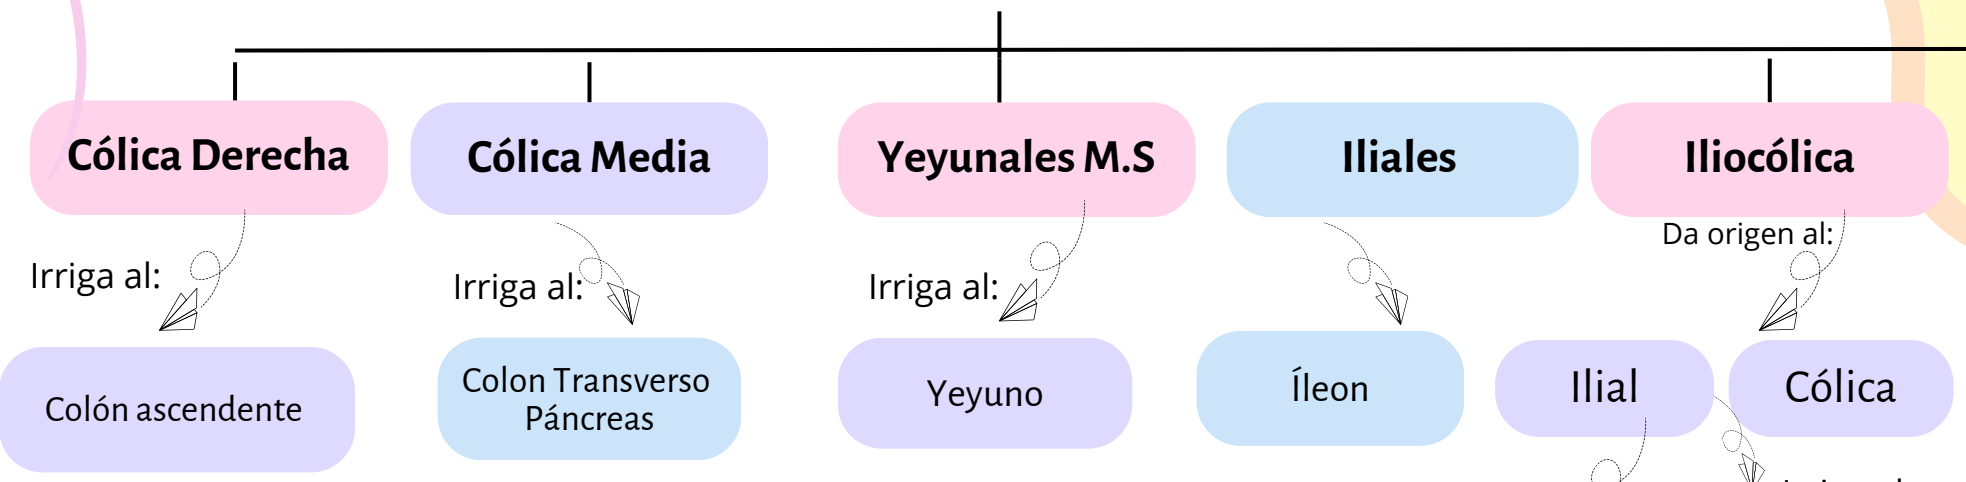 Cólica Derecha
Cólica Media
Yeyunales M.S
Iliales
Iliocólica
Irriga al:
Irriga al:
Irriga al:
Da origen al:
Colón ascendente
Colon Transverso
Páncreas
Yeyuno
Íleon
Ilial
Cólica